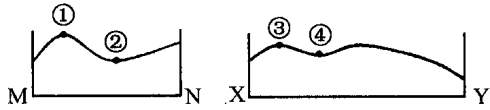 ① ② ③ ④
M N X Y